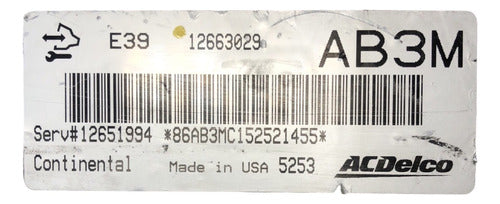 E39 12663029 AB3M
Serv#12651994 *86AB3MC152521455*
Continental Made in USA 5253 ACDelco